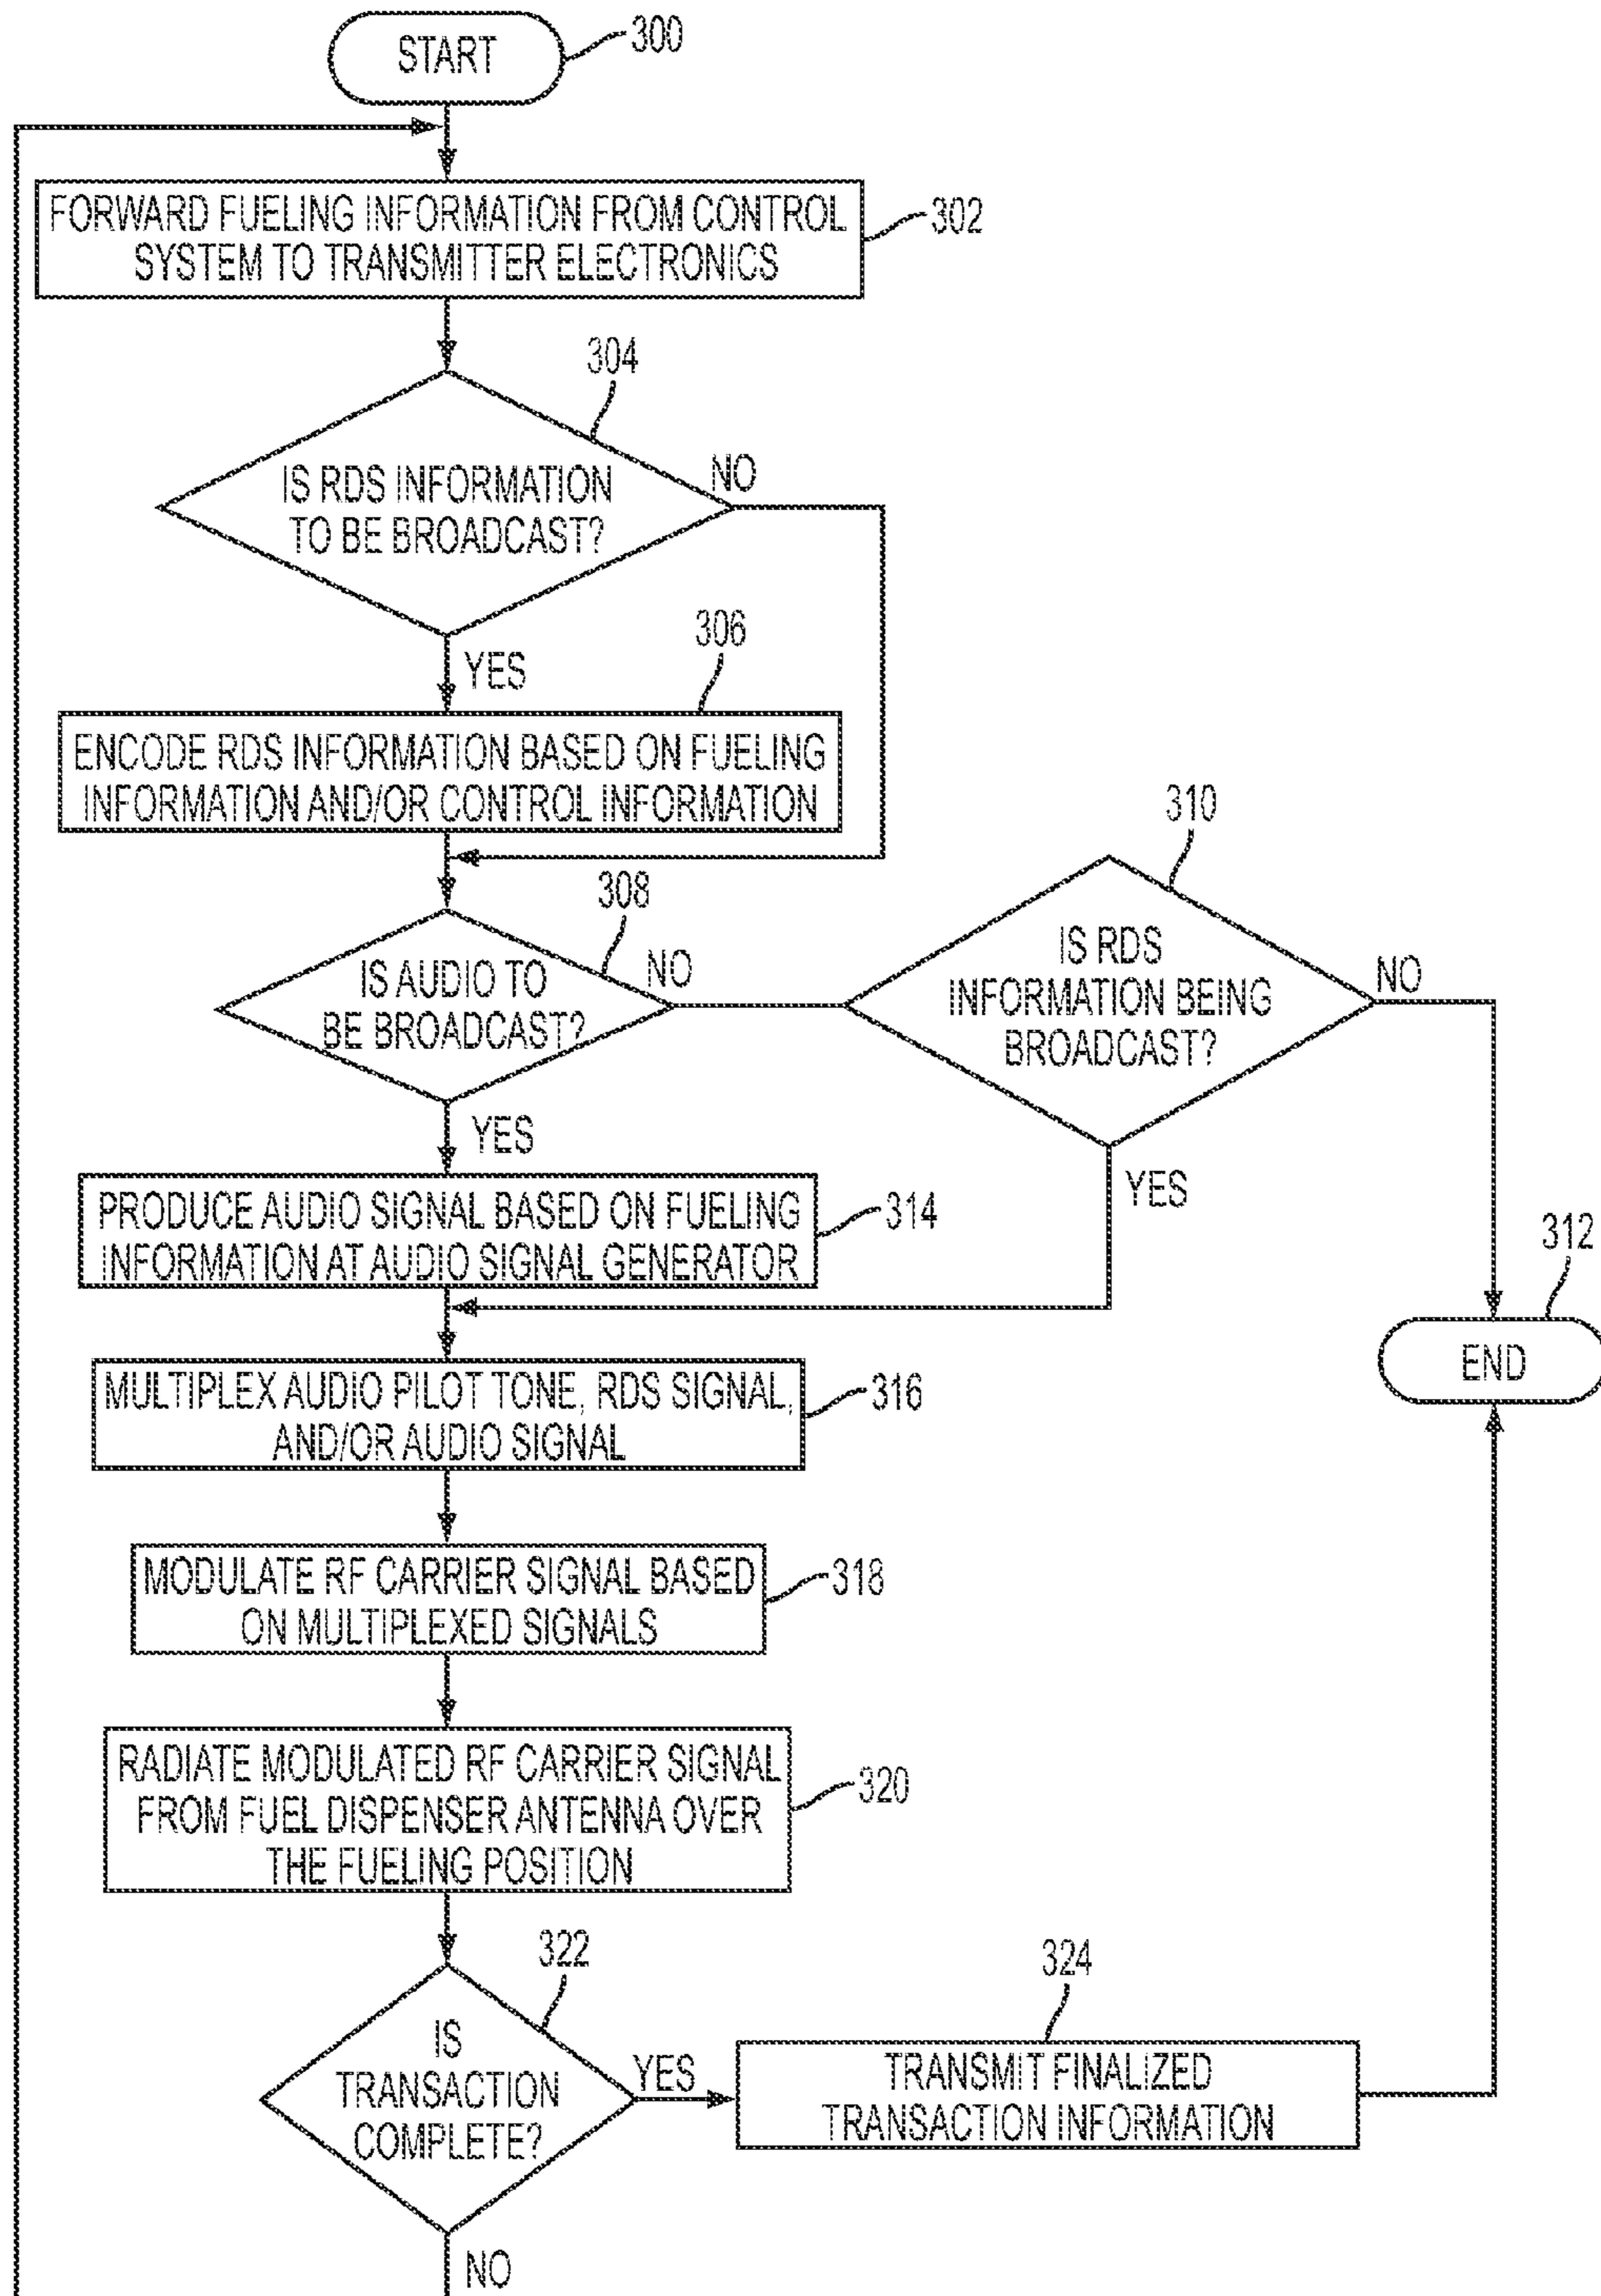 START
300
FORWARD FUELING INFORMATION FROM CONTROL
SYSTEM TO TRANSMITTER ELECTRONICS
302
304
IS RDS INFORMATION
TO BE BROADCAST?
NO
YES
306
ENCODE RDS INFORMATION BASED ON FUELING
INFORMATION AND/OR CONTROL INFORMATION
308
IS AUDIO TO
BE BROADCAST?
NO
310
IS RDS
INFORMATION BEING
BROADCAST?
NO
YES
YES
PRODUCE AUDIO SIGNAL BASED ON FUELING
INFORMATION AT AUDIO SIGNAL GENERATOR
314
312
END
MULTIPLEX AUDIO PILOT TONE, RDS SIGNAL,
AND/OR AUDIO SIGNAL
316
MODULATE RF CARRIER SIGNAL BASED
ON MULTIPLEXED SIGNALS
318
RADIATE MODULATED RF CARRIER SIGNAL
FROM FUEL DISPENSER ANTENNA OVER
THE FUELING POSITION
320
322
IS
TRANSACTION
COMPLETE?
YES
324
TRANSMIT FINALIZED
TRANSACTION INFORMATION
NO